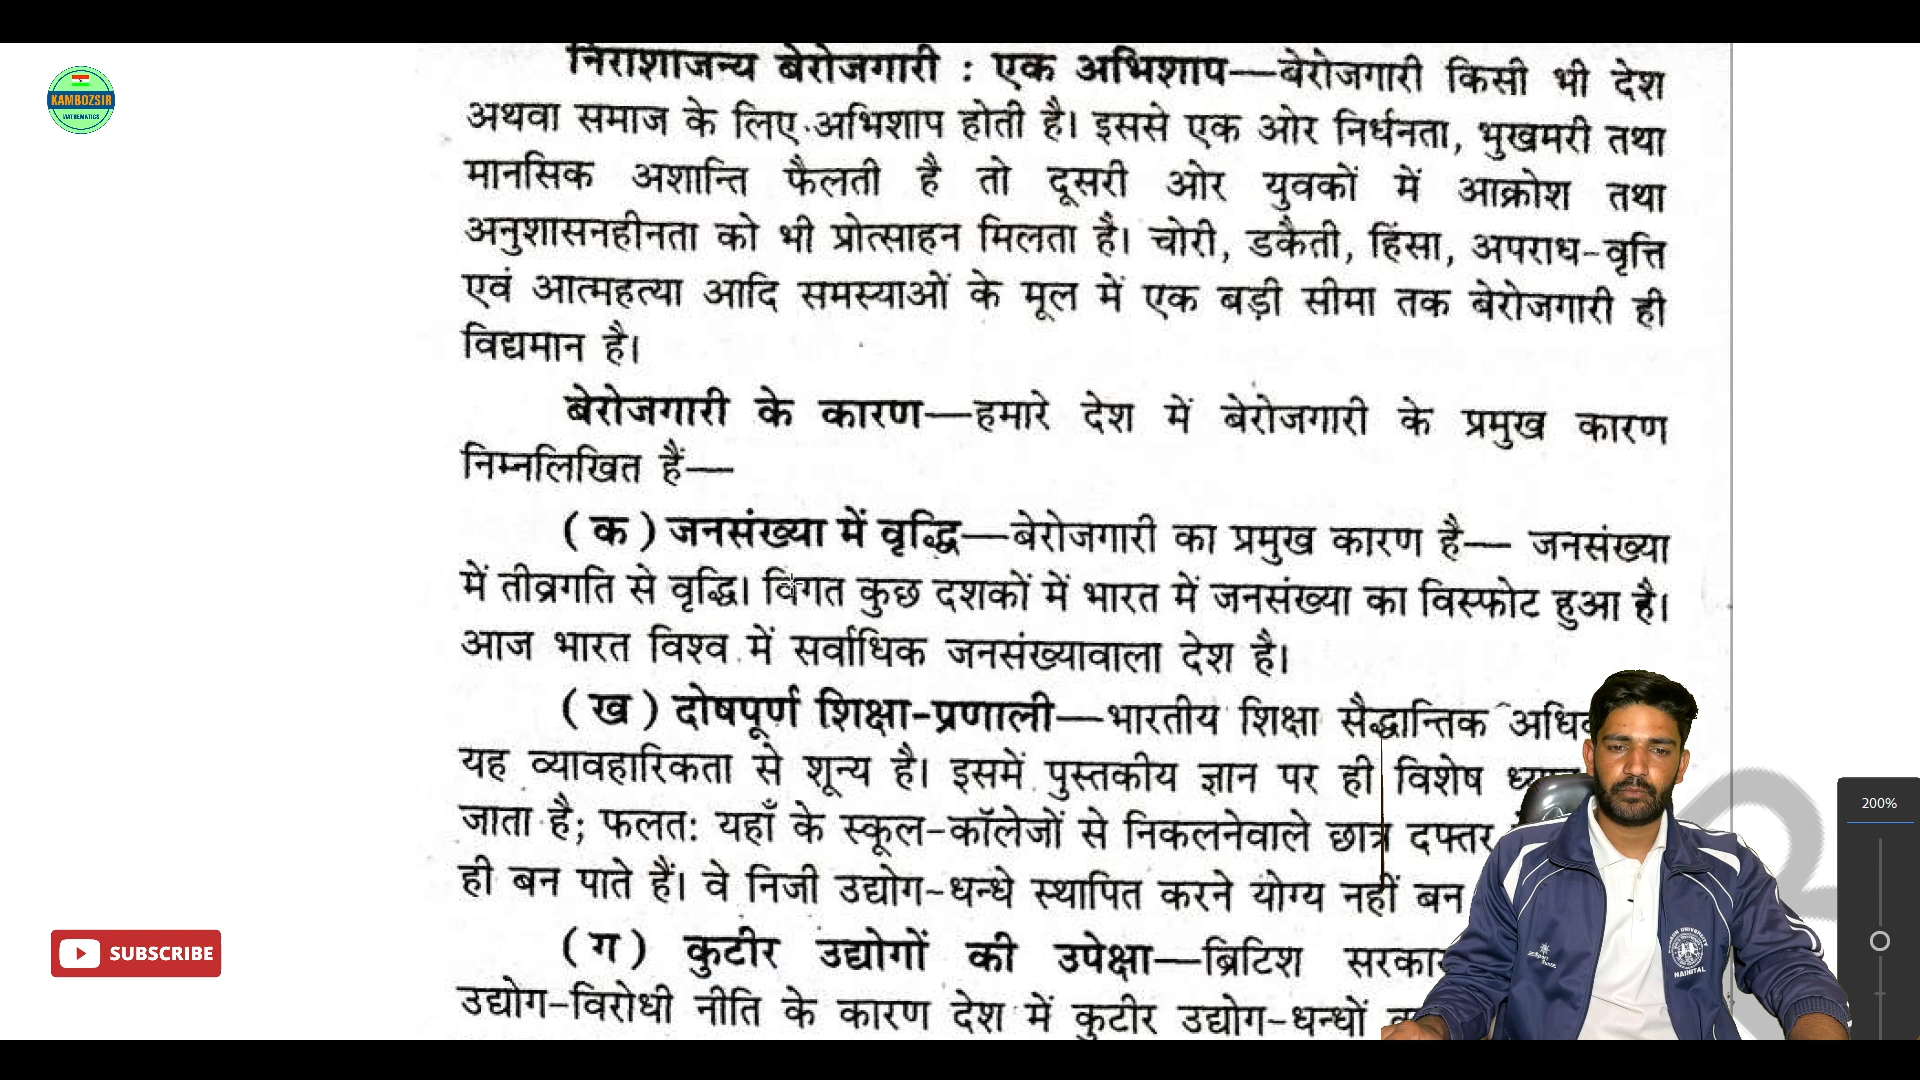 KAMBOZSIR
MATHEMATICS
निराशाजन्य बेरोजगारी : एक अभिशाप—बेरोजगारी किसी भी देश
अथवा समाज के लिए अभिशाप होती है। इससे एक ओर निर्धनता, भुखमरी तथा
मानसिक अशान्ति फैलती है तो दूसरी ओर युवकों में आक्रोश तथा
अनुशासनहीनता को भी प्रोत्साहन मिलता है। चोरी, डकैती, हिंसा, अपराध-वृत्ति
एवं आत्महत्या आदि समस्याओं के मूल में एक बड़ी सीमा तक बेरोजगारी ही
विद्यमान है।
बेरोजगारी के कारण—हमारे देश में बेरोजगारी के प्रमुख कारण
निम्नलिखित हैं—
( क ) जनसंख्या में वृद्धि—बेरोजगारी का प्रमुख कारण है— जनसंख्या
में तीव्रगति से वृद्धि। विगत कुछ दशकों में भारत में जनसंख्या का विस्फोट हुआ है।
आज भारत विश्व में सर्वाधिक जनसंख्यावाला देश है।
( ख ) दोषपूर्ण शिक्षा-प्रणाली—भारतीय शिक्षा सैद्धान्तिक
यह व्यावहारिकता से शून्य है। इसमें पुस्तकीय ज्ञान पर ही विशेष
जाता है; फलतः यहाँ के स्कूल-कॉलेजों से निकलनेवाले छात्र दफ्तर
ही बन पाते हैं। वे निजी उद्योग-धन्धे स्थापित करने योग्य नहीं बन
( ग ) कुटीर उद्योगों की उपेक्षा—ब्रिटिश
उद्योग-विरोधी नीति के कारण देश में कुटीर उद्योग-धन्धों
200%
SUBSCRIBE
UNIVERSITY
NAINITAL